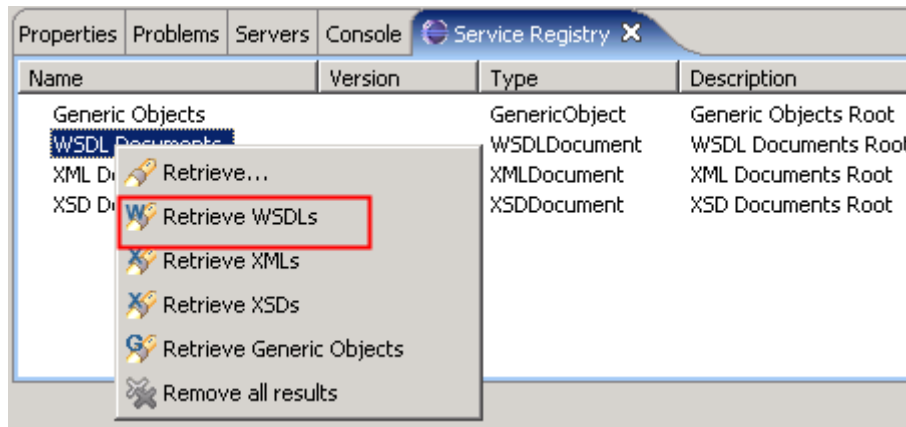 Properties Problems Servers Console Service Registry
Name Version Type Description
Generic Objects GenericObject Generic Objects Root
WSDL Documents WSDLDocument WSDL Documents Root
XML D XMLDocument XML Documents Root
XSD D XSDDocument XSD Documents Root
Retrieve...
Retrieve WSDLs
Retrieve XMLs
Retrieve XSDs
Retrieve Generic Objects
Remove all results